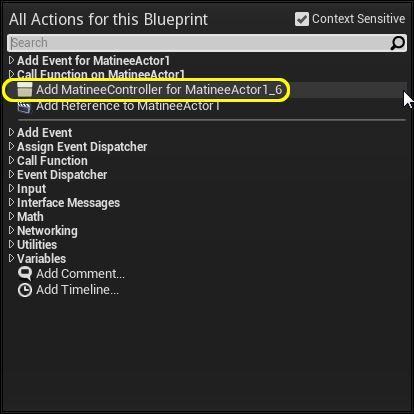 All Actions for this Blueprint
Context Sensitive
Search
Add Event for MatineeActor1
Call Function on MatineeActor1
Add MatineeController for MatineeActor1_6
Add Reference to MatineeActor1
Add Event
Assign Event Dispatcher
Call Function
Event Dispatcher
Input
Interface Messages
Math
Networking
Utilities
Variables
Add Comment...
Add Timeline...